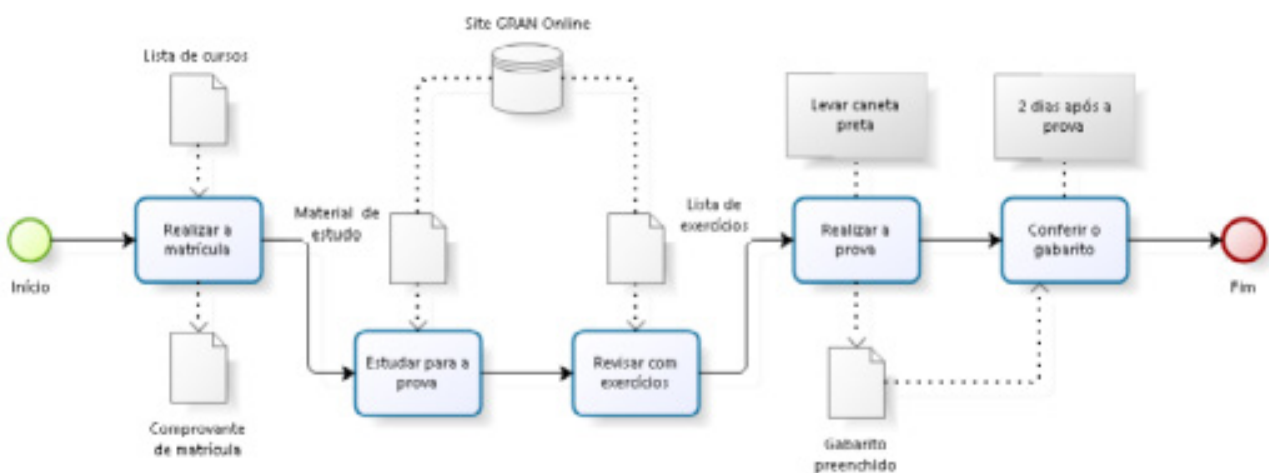 Site GRAN Online
Lista de cursos
Levar caneta
preta
2 dias após a
prova
Realizar a
matrícula
Material de
estudo
Lista de
exercícios
Realizar a
prova
Conferir o
gabarito
Início
Fim
Estudar para a
prova
Revisar com
exercícios
Comprovante
de matrícula
Gabarito
preenchido